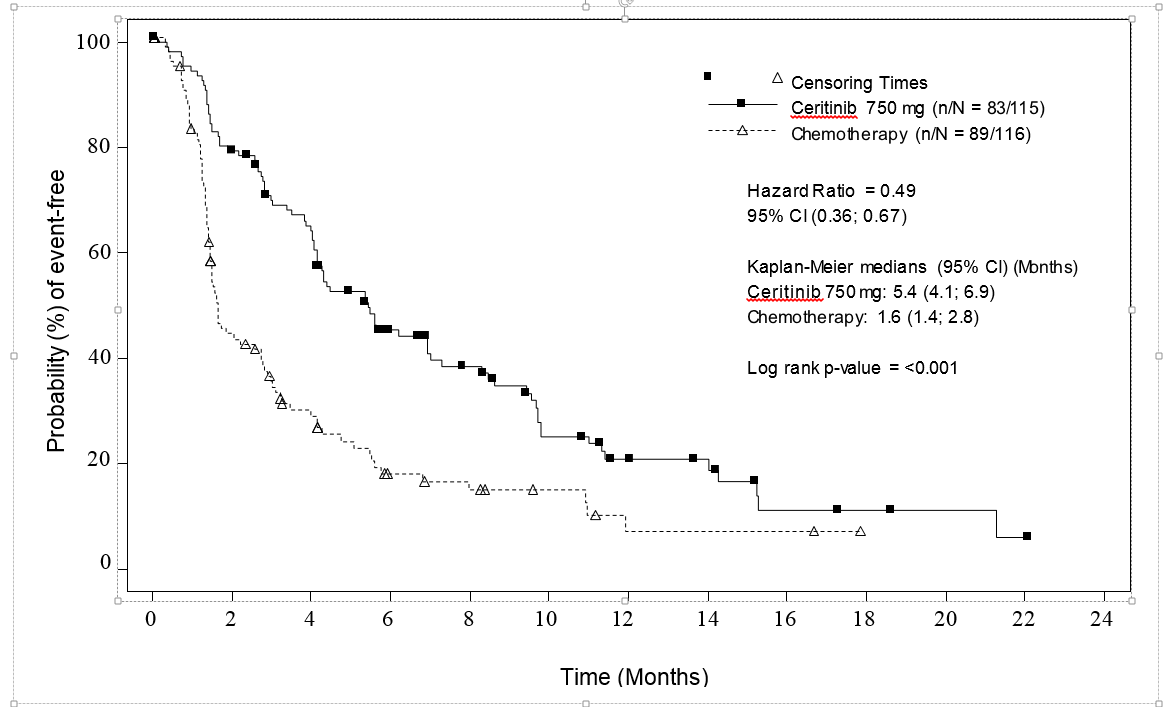 100
80
60
40
20
0
Probability (%) of event-free
Censoring Times
Ceritinib 750 mg (n/N = 83/115)
Chemotherapy (n/N = 89/116)
Hazard Ratio = 0.49
95% CI (0.36; 0.67)
Kaplan-Meier medians (95% CI) (Months)
Ceritinib 750 mg: 5.4 (4.1; 6.9)
Chemotherapy: 1.6 (1.4; 2.8)
Log rank p-value = <0.001
0 2 4 6 8 10 12 14 16 18 20 22 24
Time (Months)